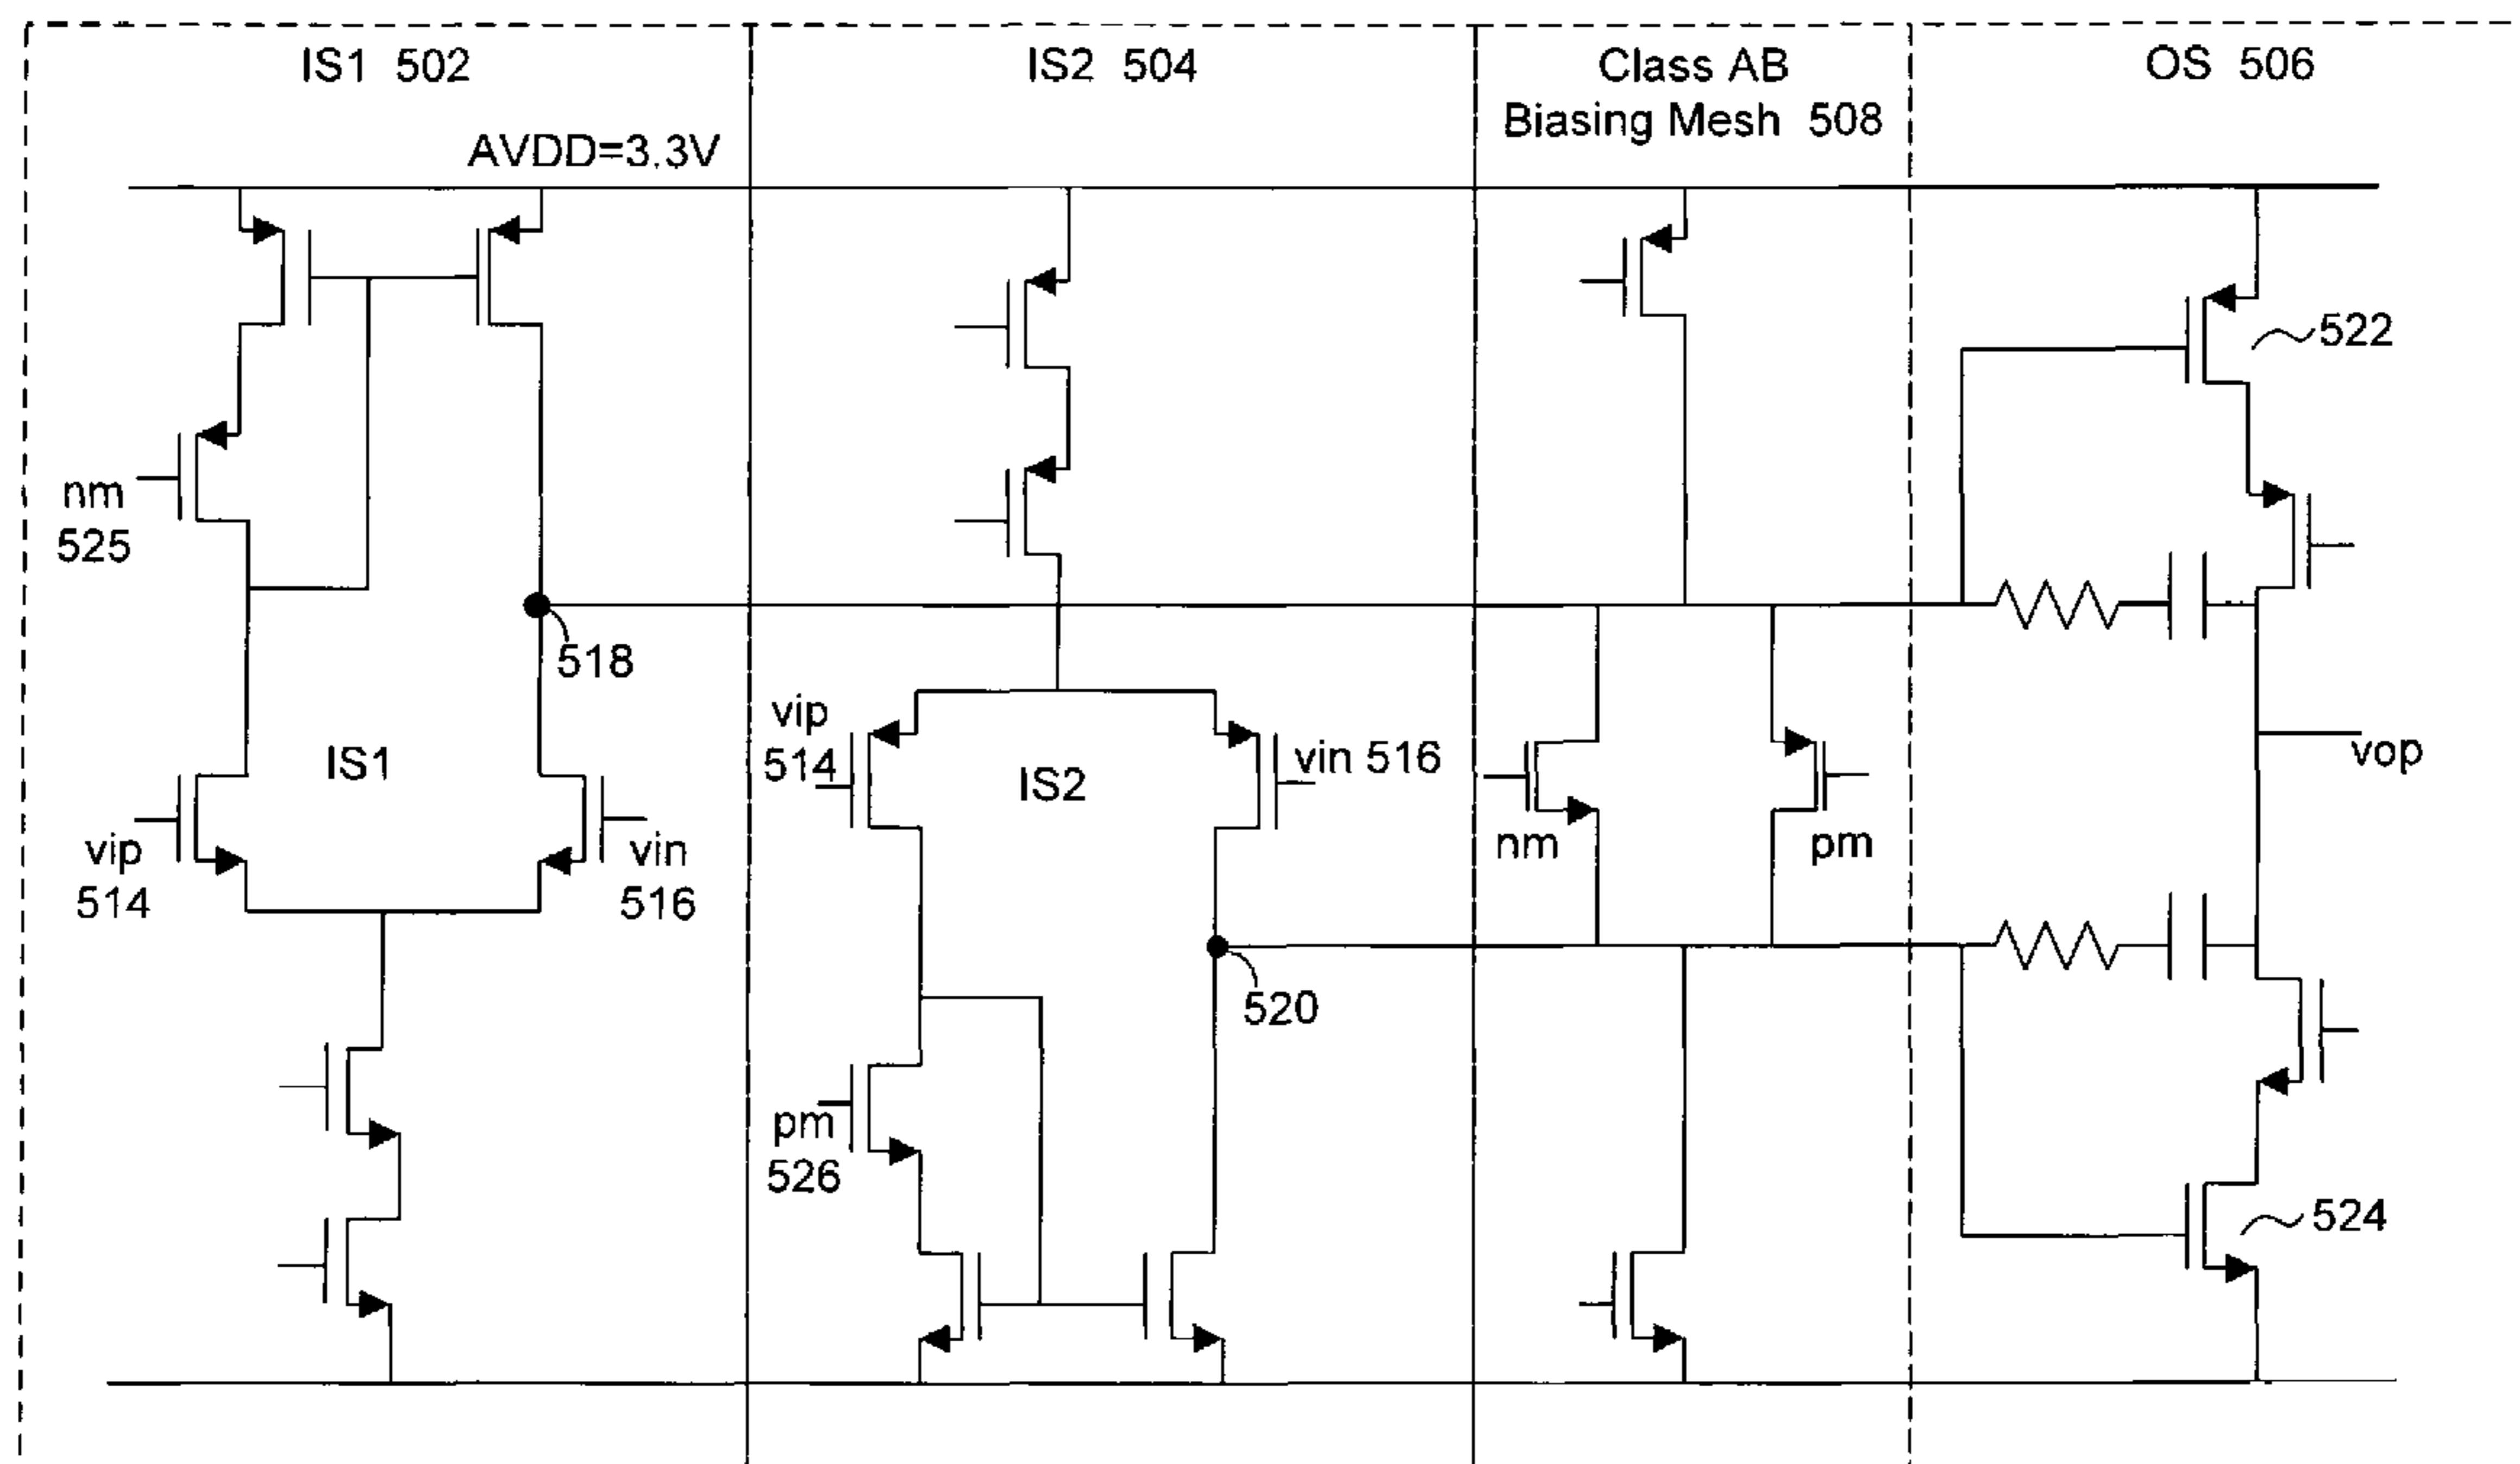 IS1 502
IS2 504
Class AB
Biasing Mesh 508
OS 506
AVDD=3.3V
522
nm
525
518
vip
514
IS1
vin
516
vip
514
IS2
vin 516
nm
pm
vop
520
pm
526
524